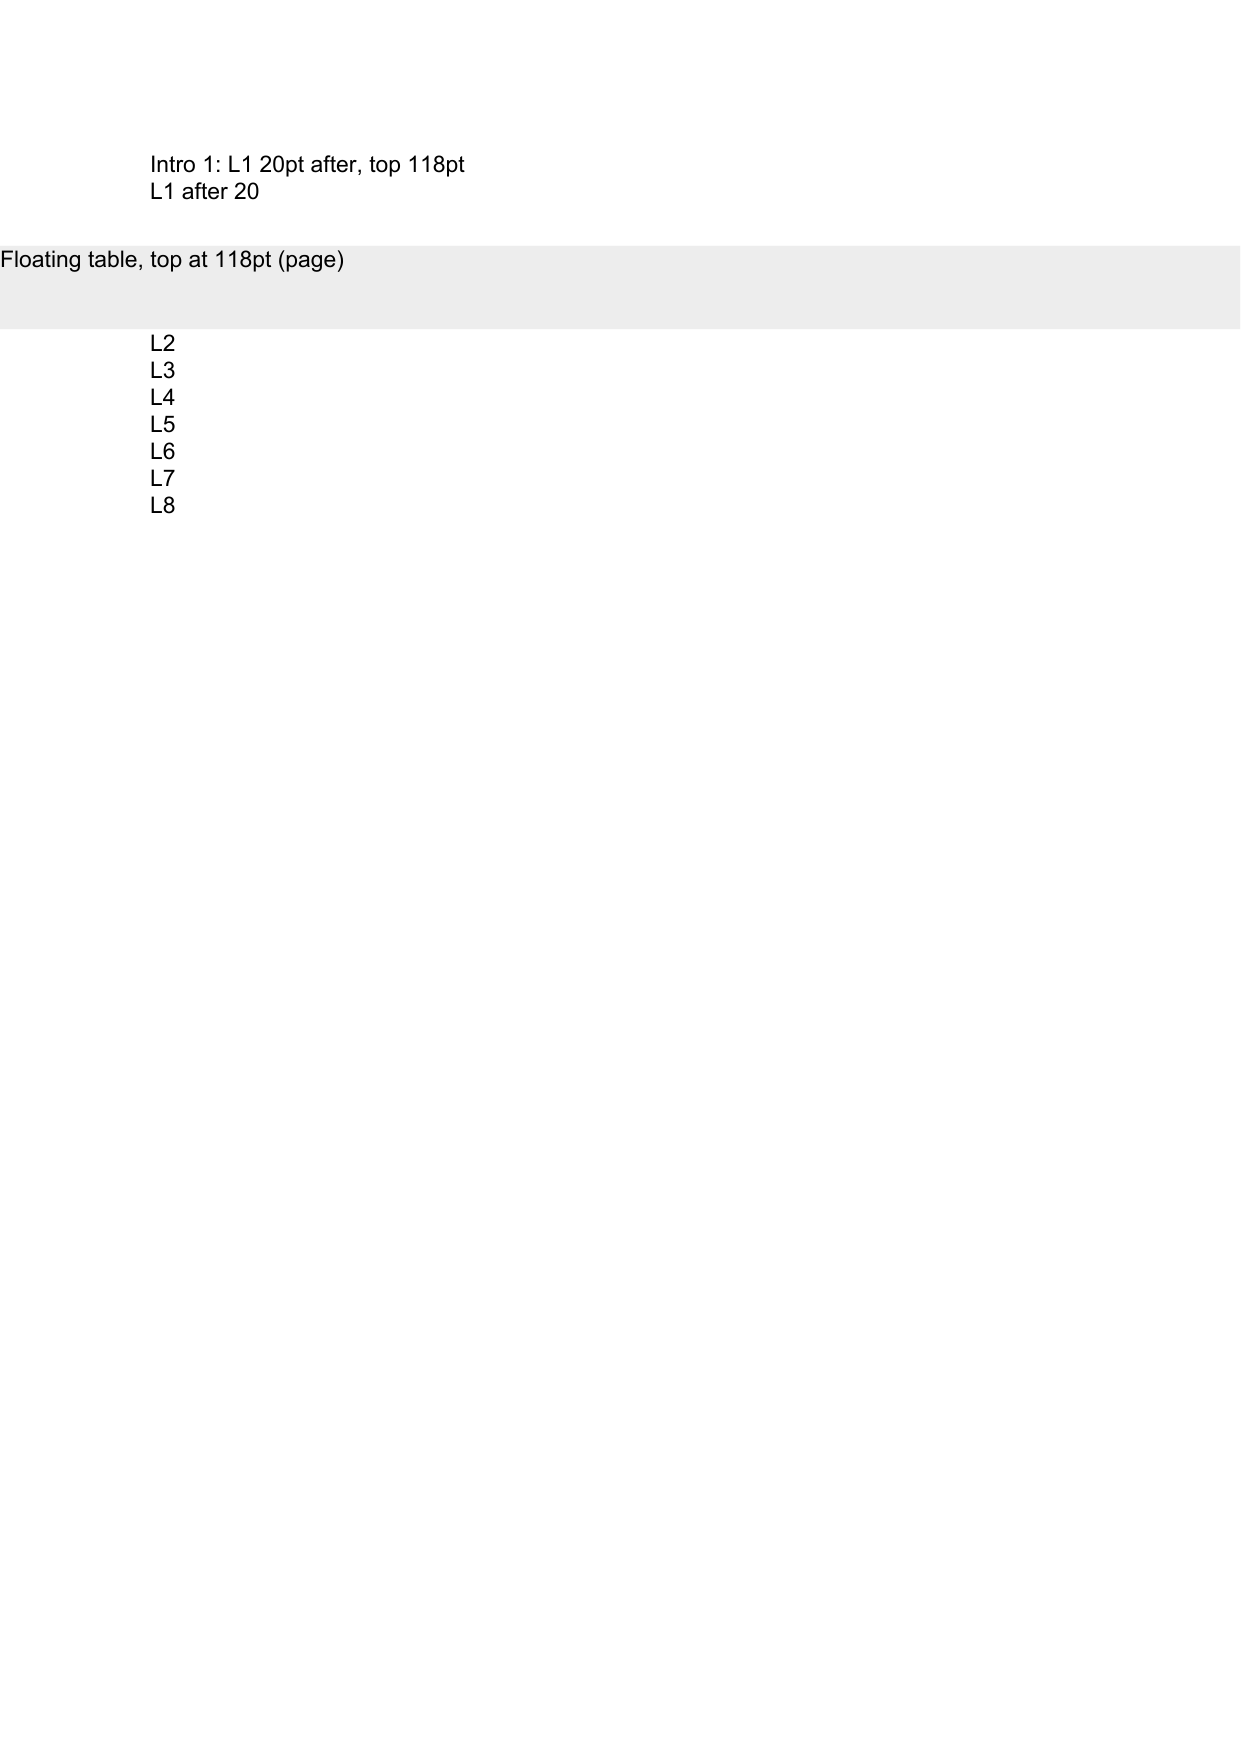 Intro 1: L1 20pt after, top 118pt
L1 after 20
Floating table, top at 118pt (page)
L2
L3
L4
L5
L6
L7
L8